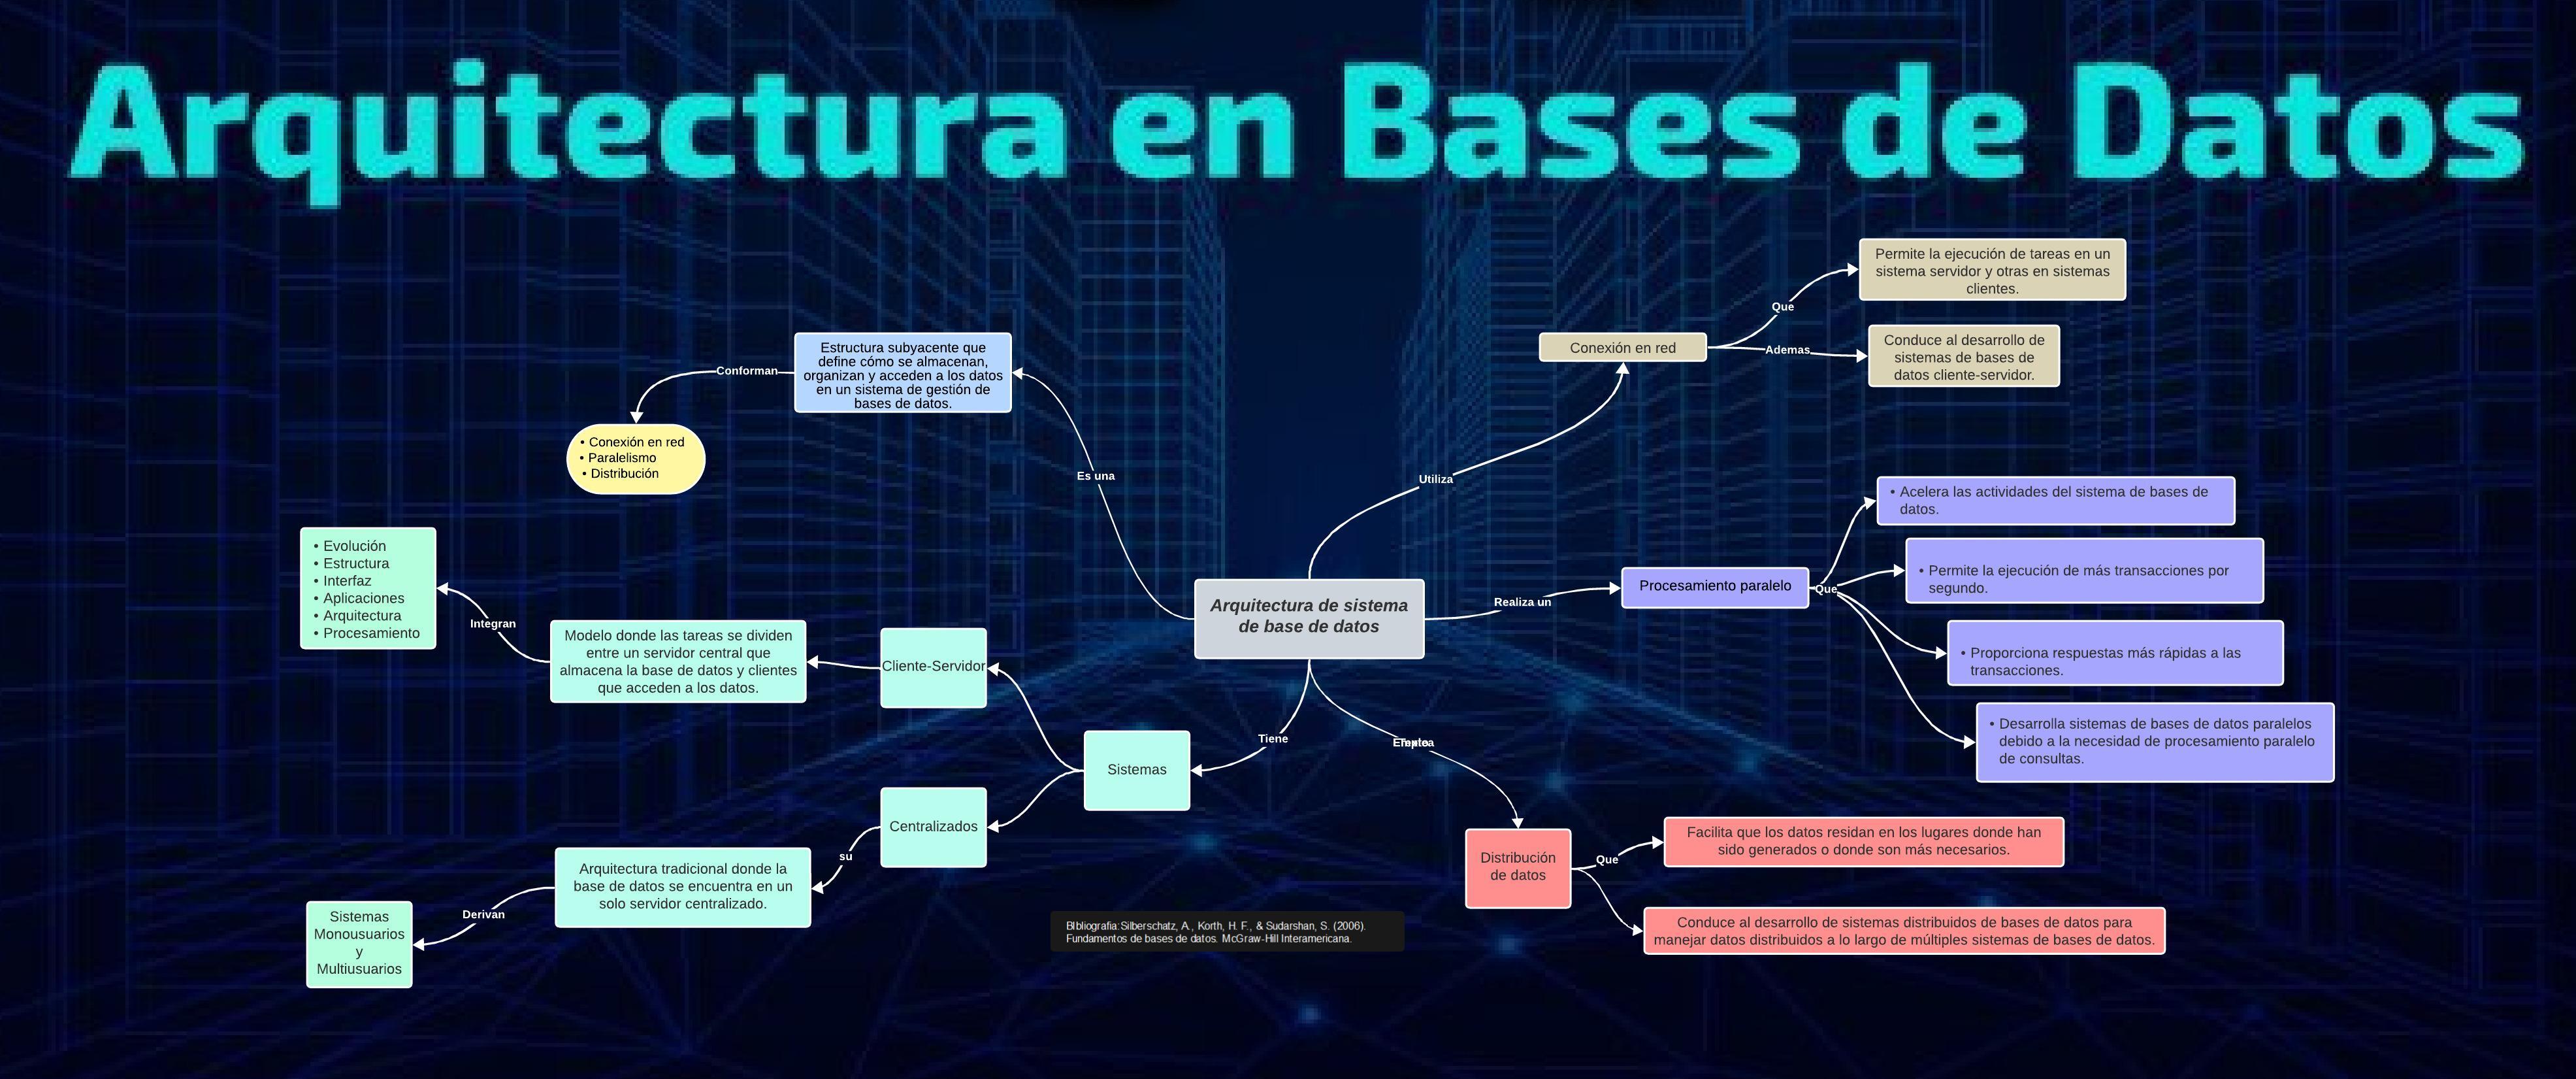 Arquitectura en Bases de Datos
Permite la ejecución de tareas en un
sistema servidor y otras en sistemas
clientes.
Que
Conexión en red
Ademas
Conduce al desarrollo de
sistemas de bases de
datos cliente-servidor.
Estructura subyacente que
define cómo se almacenan,
organizan y acceden a los datos
en un sistema de gestión de
bases de datos.
Conforman
• Conexión en red
• Paralelismo
• Distribución
Es una
Utiliza
• Acelera las actividades del sistema de bases de
datos.
• Permite la ejecución de más transacciones por
segundo.
Procesamiento paralelo
Que
Realiza un
Arquitectura de sistema
de base de datos
• Proporciona respuestas más rápidas a las
transacciones.
• Desarrolla sistemas de bases de datos paralelos
debido a la necesidad de procesamiento paralelo
de consultas.
• Evolución
• Estructura
• Interfaz
• Aplicaciones
• Arquitectura
• Procesamiento
Integran
Modelo donde las tareas se dividen
entre un servidor central que
almacena la base de datos y clientes
que acceden a los datos.
Cliente-Servidor
Tiene
Sistemas
Centralizados
su
Arquitectura tradicional donde la
base de datos se encuentra en un
solo servidor centralizado.
Derivan
Sistemas
Monousuarios
y
Multiusuarios
Distribución
de datos
Que
Facilita que los datos residan en los lugares donde han
sido generados o donde son más necesarios.
Conduce al desarrollo de sistemas distribuidos de bases de datos para
manejar datos distribuidos a lo largo de múltiples sistemas de bases de datos.
BIbliografia:Silberschatz, A., Korth, H. F., & Sudarshan, S. (2006).
Fundamentos de bases de datos. McGraw-Hill Interamericana.